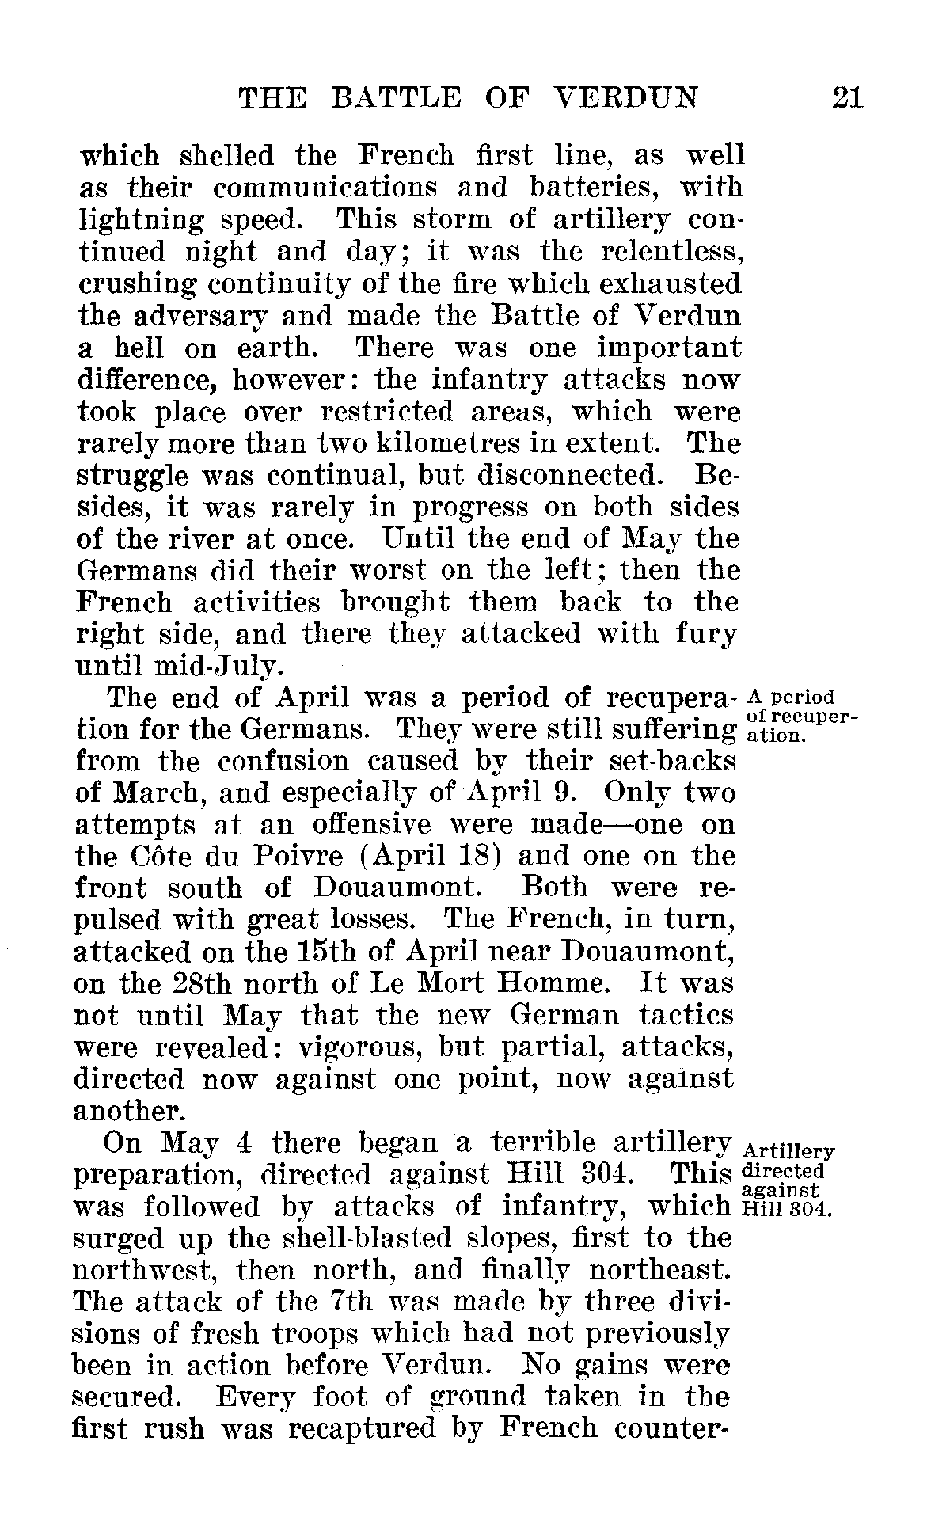 THE BATTLE OF VERDUN 21
which shelled the French first line, as well
as their communications and batteries, with
lightning speed. This storm of artillery con-
tinued night and day; it was the relentless,
crushing continuity of the fire which exhausted
the adversary and made the Battle of Verdun
a hell on earth. There was one important
difference, however: the infantry attacks now
took place over restricted areas, which were
rarely more than two kilometres in extent. The
struggle was continual, but disconnected. Be-
sides, it was rarely in progress on both sides
of the river at once. Until the end of May the
Germans did their worst on the left; then the
French activities brought them back to the
right side, and there they attacked with fury
until mid-July.
The end of April was a period of recupera-
tion for the Germans. They were still suffering
from the confusion caused by their set-backs
of March, and especially of April 9. Only two
attempts at an offensive were made—one on
the Côte du Poivre (April 18) and one on the
front south of Douaumont. Both were re-
pulsed with great losses. The French, in turn,
attacked on the 15th of April near Douaumont,
on the 28th north of Le Mort Homme. It was
not until May that the new German tactics
were revealed: vigorous, but partial, attacks,
directed now against one point, now against
another.
A period
of recuper-
ation.
On May 4 there began a terrible artillery
preparation, directed against Hill 304. This
was followed by attacks of infantry, which
surged up the shell-blasted slopes, first to the
northwest, then north, and finally northeast.
The attack of the 7th was made by three divi-
sions of fresh troops which had not previously
been in action before Verdun. No gains were
secured. Every foot of ground taken in the
first rush was recaptured by French counter-
Artillery
directed
against
Hill 304.